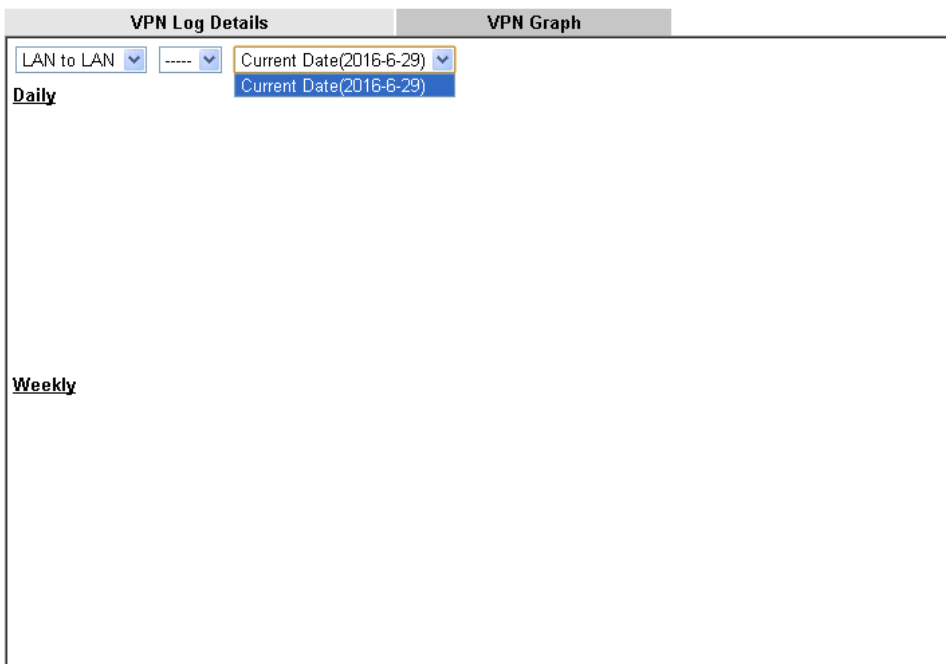 VPN Log Details VPN Graph
LAN to LAN ----- Current Date(2016-6-29)
Current Date(2016-6-29)
Daily
Weekly